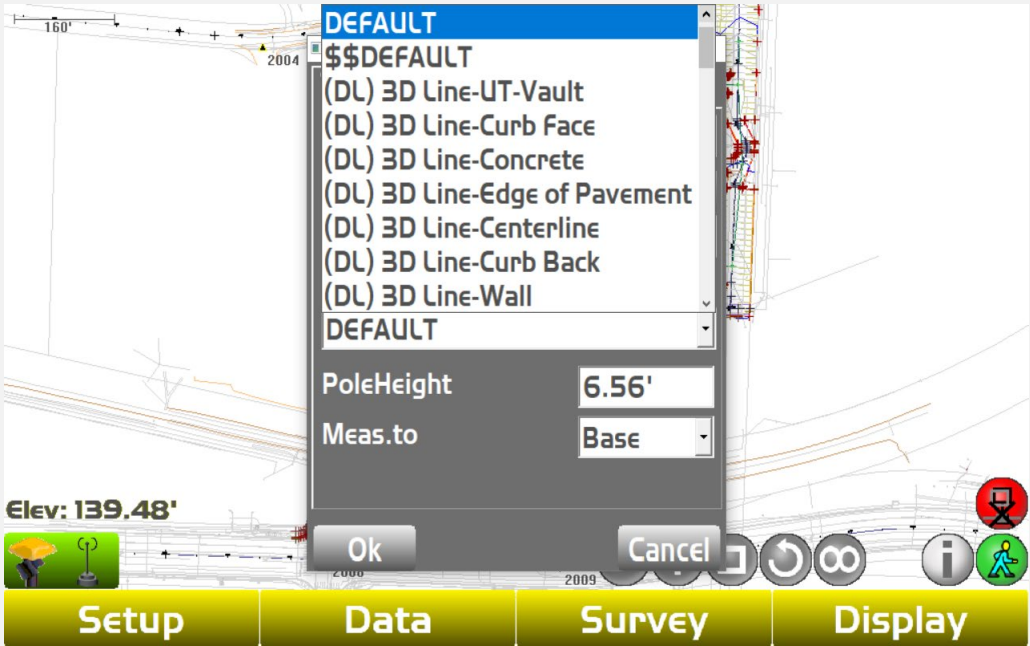 160'
2004
DEFAULT
$$DEFAULT
(DL) 3D Line-UT-Vault
(DL) 3D Line-Curb Face
(DL) 3D Line-Concrete
(DL) 3D Line-Edge of Pavement
(DL) 3D Line-Centerline
(DL) 3D Line-Curb Back
(DL) 3D Line-Wall
DEFAULT
PoleHeight 6.56'
Meas.to Base
Elev: 139.48'
Ok Cancel
2009
Setup Data Survey Display